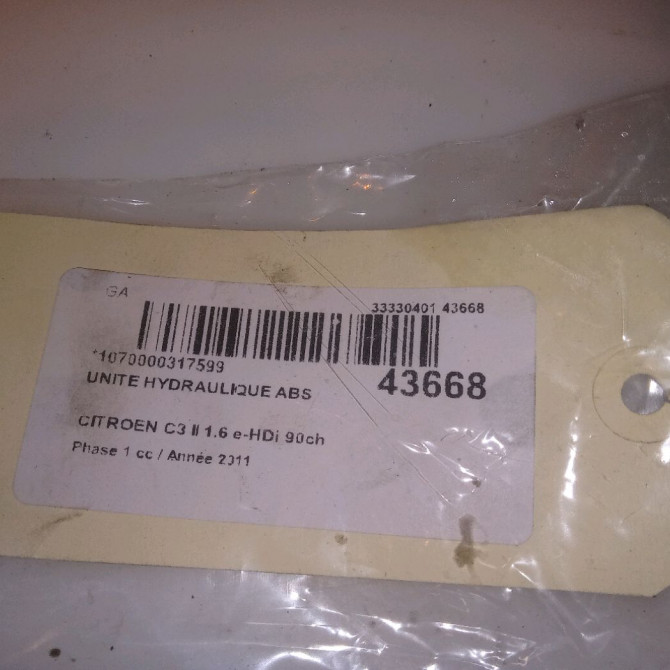 GA
33330401 43668
*1070000317599
43668
UNITE HYDRAULIQUE ABS
CITROEN C3 II 1.6 e-HDi 90ch
Phase 1 cc / Année 2011